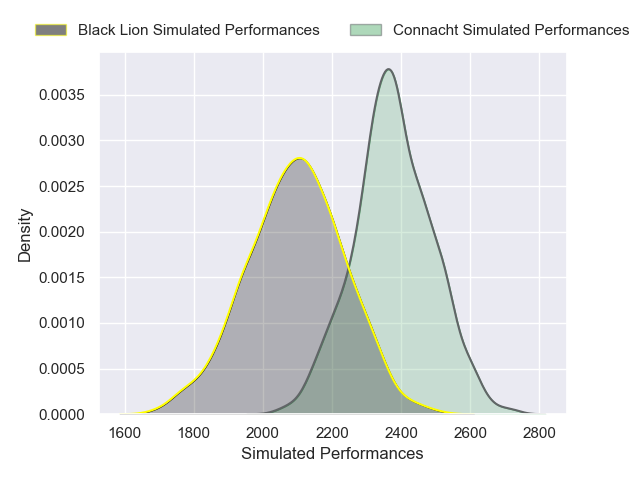 Black Lion Simulated Performances Connacht Simulated Performances
0.0035
0.0030
0.0025
0.0020
0.0015
0.0010
0.0005
0.0000
Density
1600 1800 2000 2200 2400 2600 2800
Simulated Performances